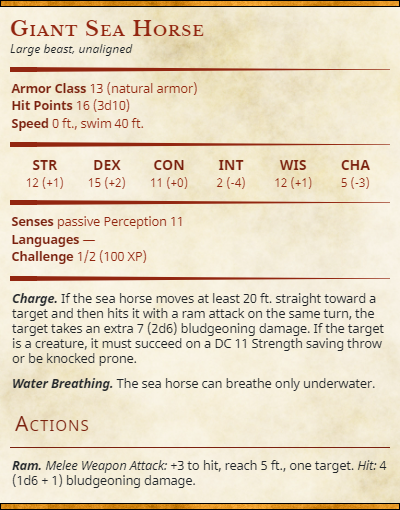 Giant Sea Horse
Large beast, unaligned
Armor Class 13 (natural armor)
Hit Points 16 (3d10)
Speed 0 ft., swim 40 ft.
STR DEX CON INT WIS CHA
12 (+1) 15 (+2) 11 (+0) 2 (-4) 12 (+1) 5 (-3)
Senses passive Perception 11
Languages —
Challenge 1/2 (100 XP)
Charge. If the sea horse moves at least 20 ft. straight toward a
target and then hits it with a ram attack on the same turn, the
target takes an extra 7 (2d6) bludgeoning damage. If the target
is a creature, it must succeed on a DC 11 Strength saving throw
or be knocked prone.
Water Breathing. The sea horse can breathe only underwater.
Actions
Ram. Melee Weapon Attack: +3 to hit, reach 5 ft., one target. Hit: 4
(1d6 + 1) bludgeoning damage.